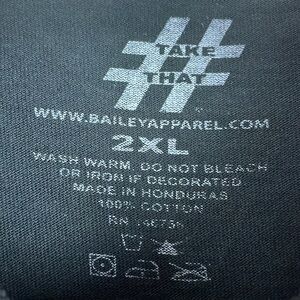 # TAKE
THAT
WWW.BAILEYAPPAREL.COM
2XL
WASH WARM. DO NOT BLEACH
OR IRON IF DECORATED
MADE IN HONDURAS
100% COTTON
RN